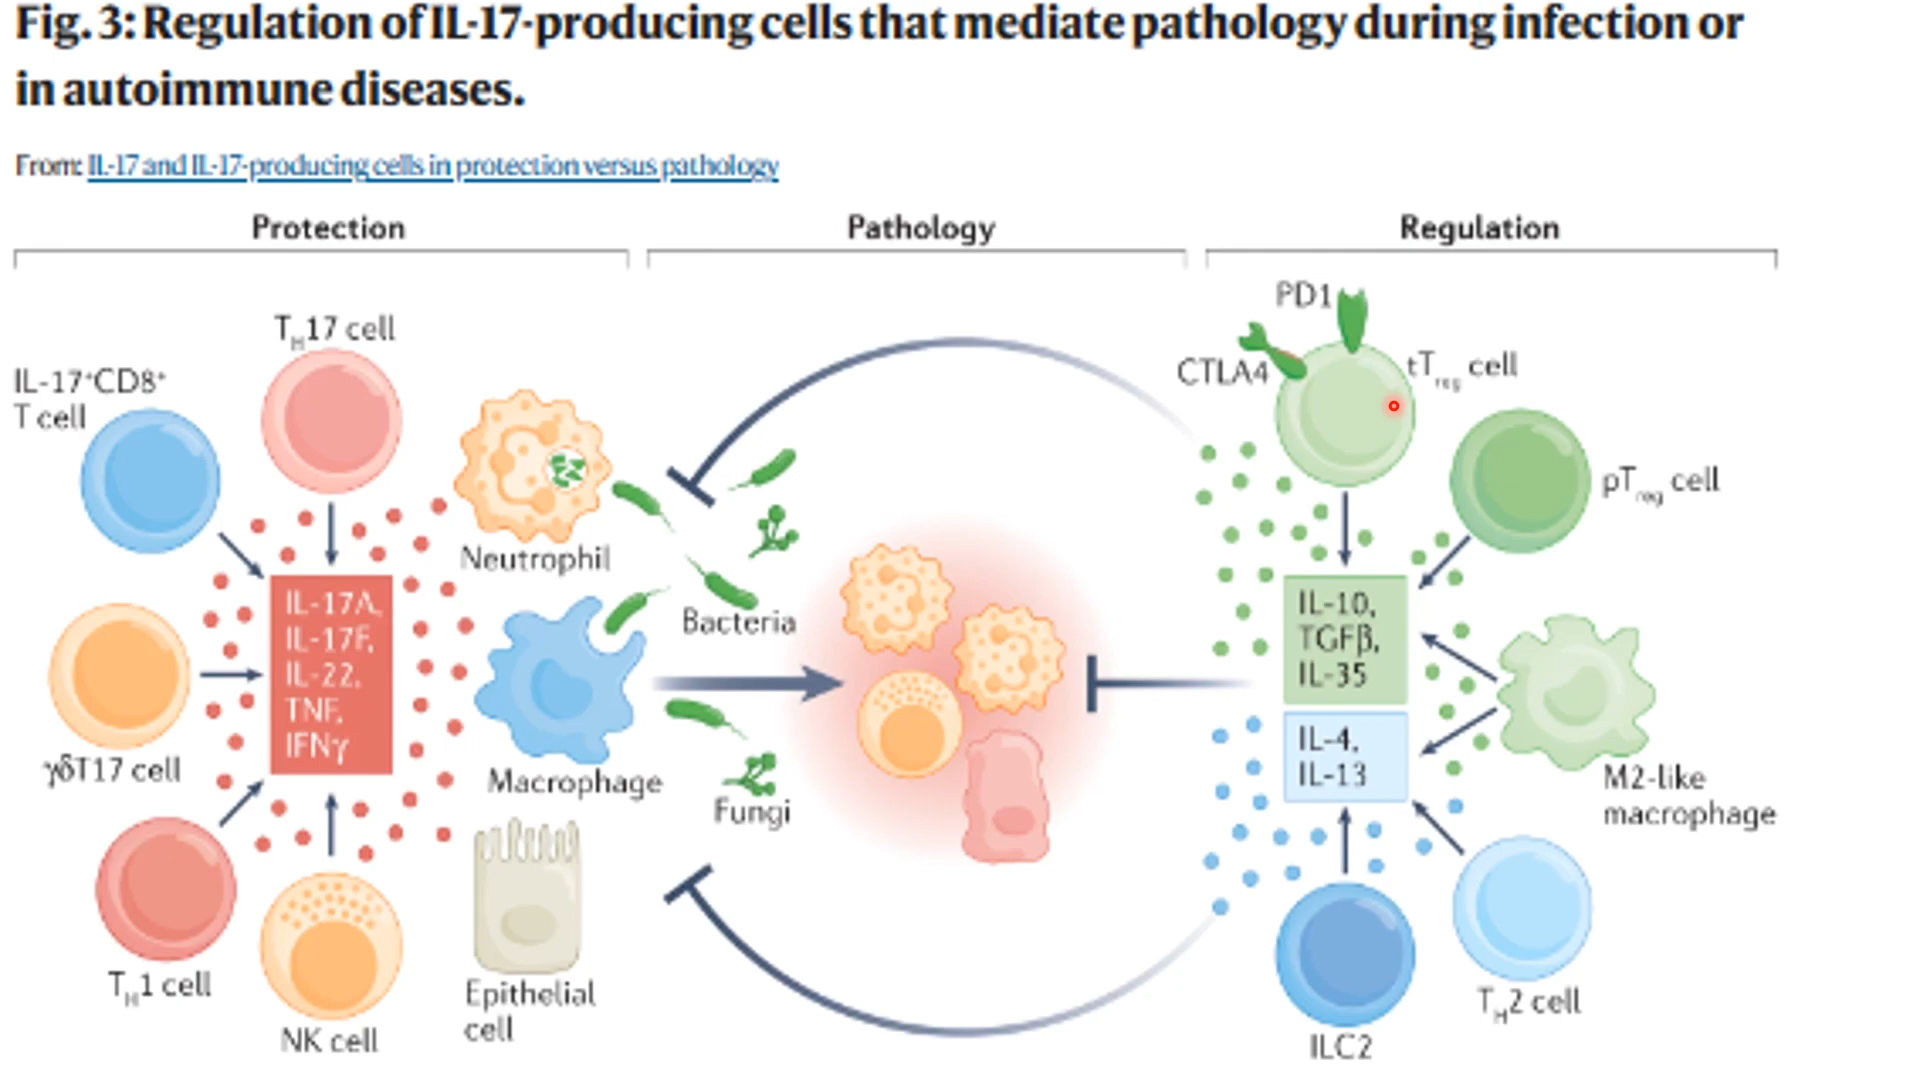 Fig. 3: Regulation of IL-17-producing cells that mediate pathology during infection or
in autoimmune diseases.
From: IL-17 and IL-17-producing cells in protection versus pathology
Protection
Pathology
Regulation
TH17 cell
IL-17+CD8+
T cell
Neutrophil
IL-17A,
IL-17F,
IL-22,
TNF,
IFNγ
γδT17 cell
Macrophage
TH1 cell
NK cell
Epithelial
cell
Bacteria
Fungi
PD1
CTLA4
tTreg cell
pTreg cell
IL-10,
TGFβ,
IL-35
IL-4,
IL-13
M2-like
macrophage
TH2 cell
ILC2